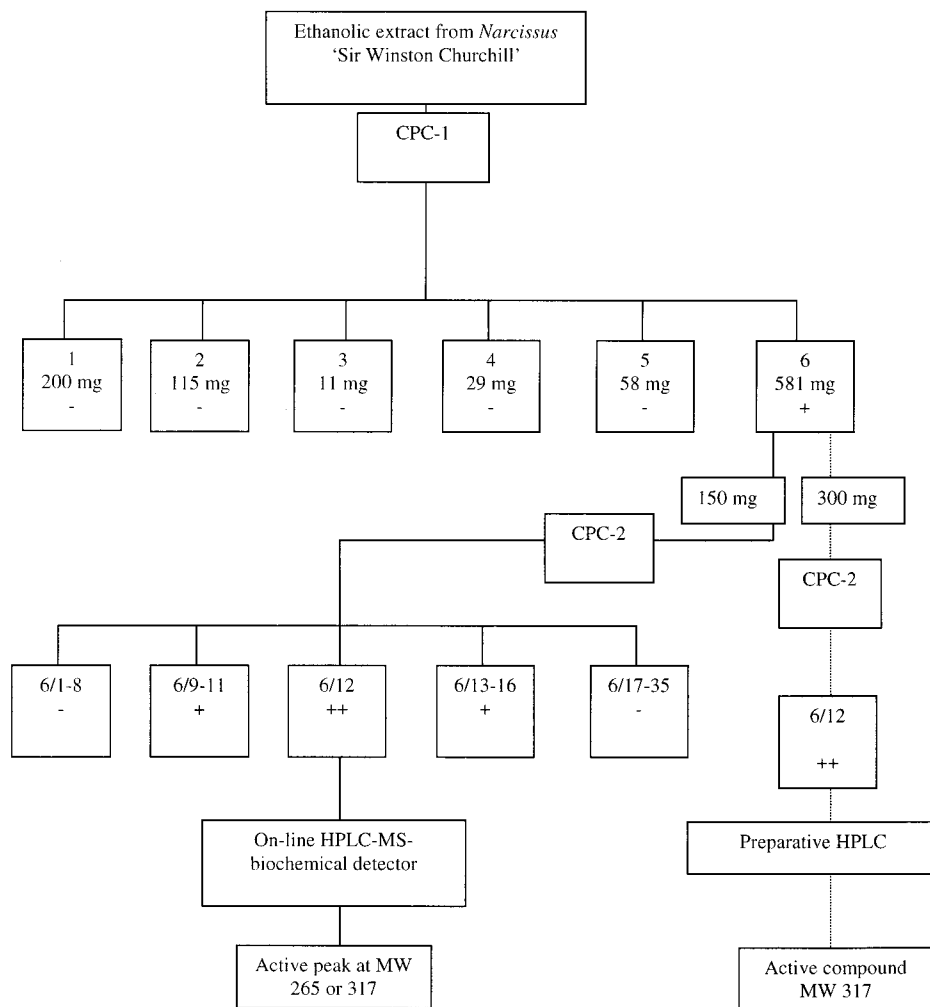 Ethanolic extract from Narcissus
‘Sir Winston Churchill’
CPC-1
1
200 mg
-
2
115 mg
-
3
11 mg
-
4
29 mg
-
5
58 mg
-
6
581 mg
+
150 mg
300 mg
CPC-2
CPC-2
6/1-8
-
6/9-11
+
6/12
++
6/13-16
+
6/17-35
-
6/12
++
On-line HPLC-MS-
biochemical detector
Preparative HPLC
Active peak at MW
265 or 317
Active compound
MW 317